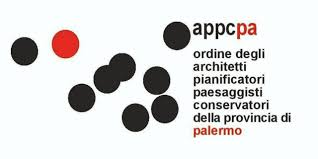 appcpa
ordine degli
architetti
pianificatori
paesaggisti
conservatori
della provincia di
palermo